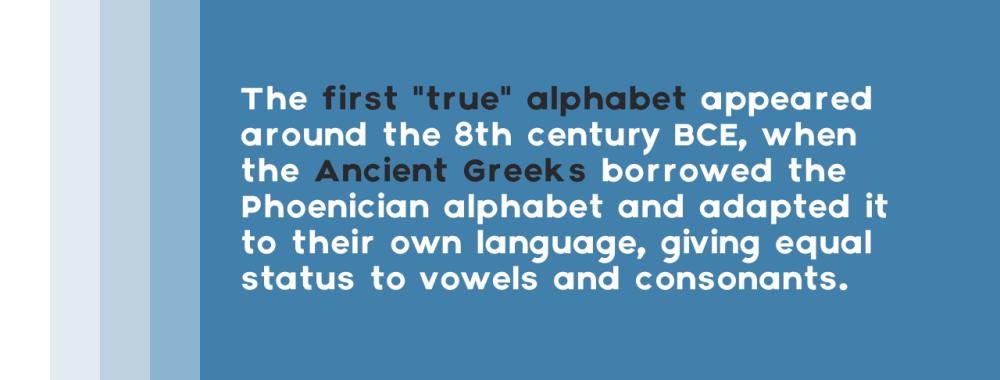 The first "true" alphabet appeared
around the 8th century BCE, when
the Ancient Greeks borrowed the
Phoenician alphabet and adapted it
to their own language, giving equal
status to vowels and consonants.